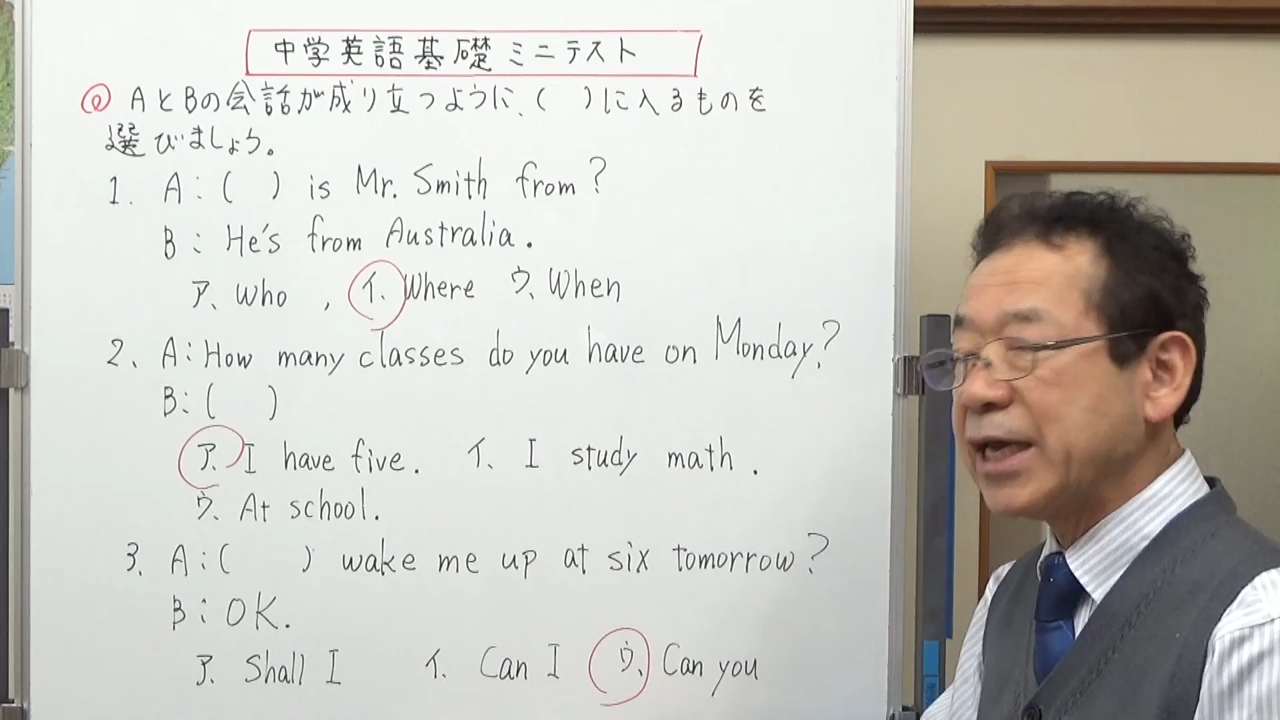 中学英語基礎ミニテスト
◎ AとBの会話が成り立つように、( )に入るものを
選びましょう。
1. A:( ) is Mr. Smith from?
B: He's from Australia.
ア、Who , イ、Where ウ、When
2、A:How many classes do you have on Monday?
B:( )
ア、I have five. イ、I study math.
ウ、At school.
3、A:( ) wake me up at six tomorrow?
B: OK.
ア、Shall I イ、Can I ウ、Can you